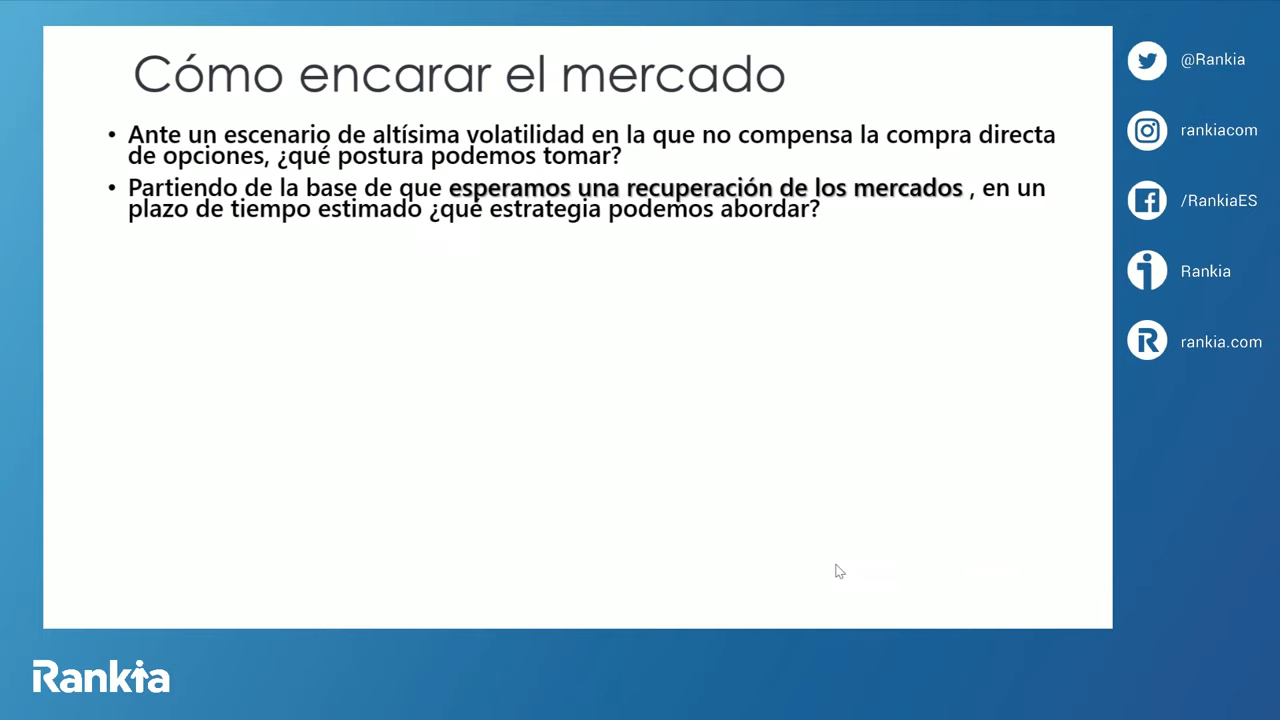 Cómo encarar el mercado
• Ante un escenario de altísima volatilidad en la que no compensa la compra directa
de opciones, ¿qué postura podemos tomar?
• Partiendo de la base de que esperamos una recuperación de los mercados , en un
plazo de tiempo estimado ¿qué estrategia podemos abordar?
@Rankia
rankiacom
/RankiaES
Rankia
rankia.com
Rankia